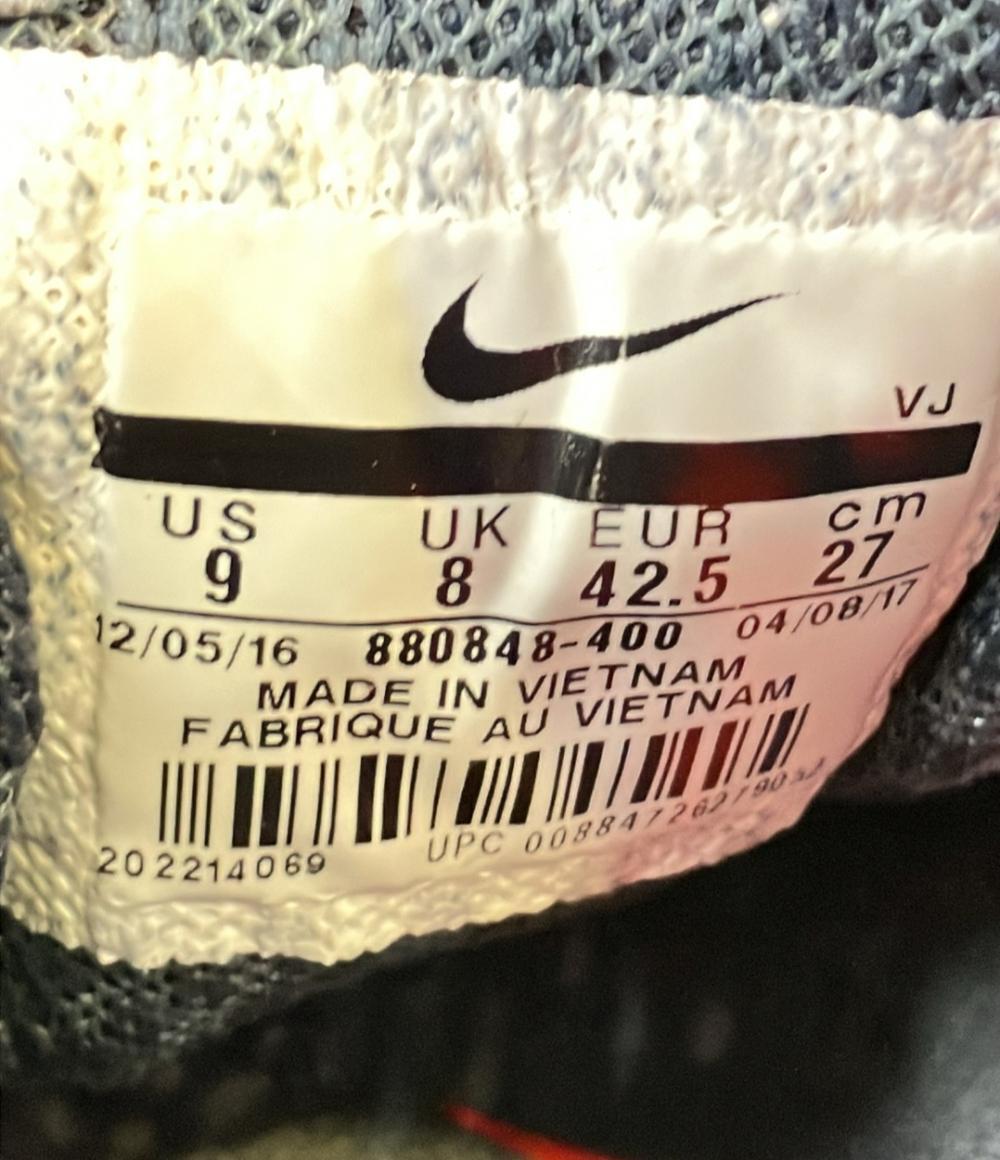 VJ
US UK EUR cm
9 8 42.5 27
12/05/16 880848-400 04/08/17
MADE IN VIETNAM
FABRIQUE AU VIETNAM
202214069 UPC